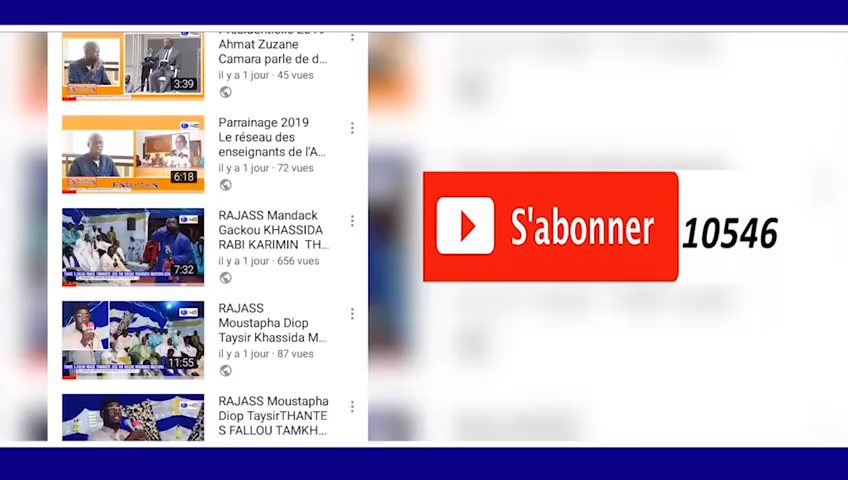 Présidentielle 2019
Ahmat Zuzane
Camara parle de d...
il y a 1 jour · 45 vues
3:39
Parrainage 2019
Le réseau des
enseignants de l'A...
il y a 1 jour · 72 vues
6:18
RAJASS Mandack
Gackou KHASSIDA
RABI KARIMIN TH...
il y a 1 jour · 656 vues
7:32
RAJASS
Moustapha Diop
Taysir Khassida M...
il y a 1 jour · 87 vues
11:55
RAJASS Moustapha
Diop TaysirTHANTE
S FALLOU TAMKH...
S'abonner
10546